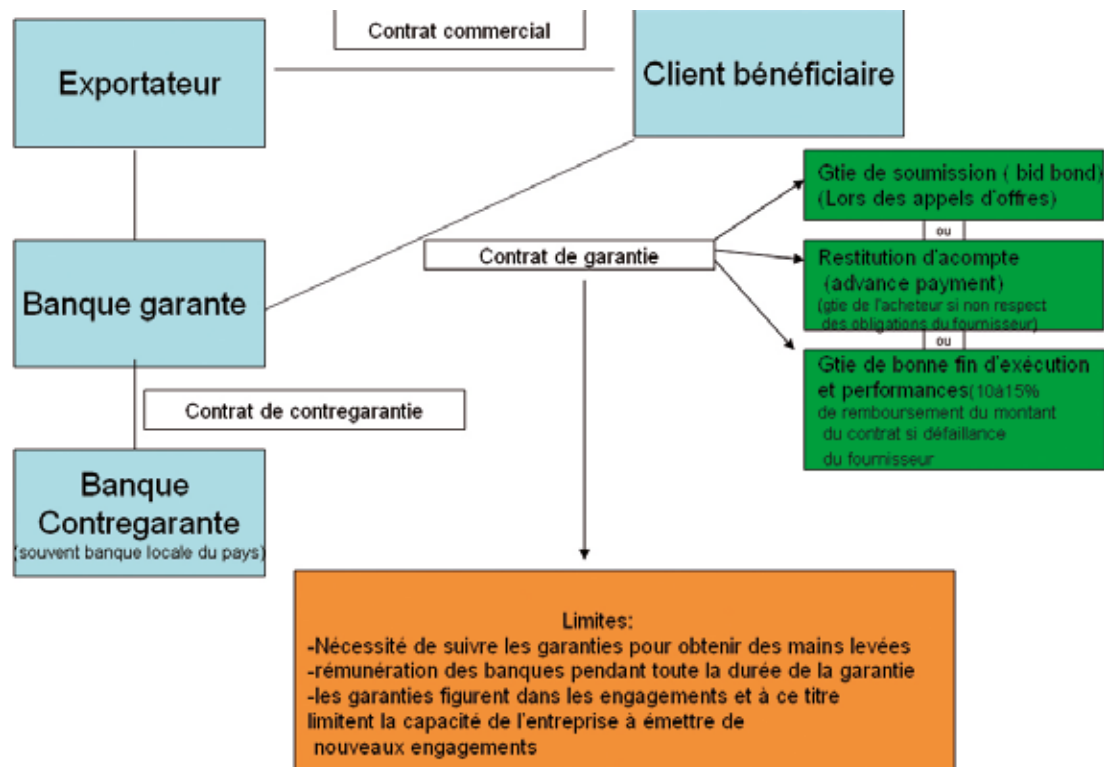 Contrat commercial
Exportateur
Client bénéficiaire
Gtie de soumission ( bid bond)
(Lors des appels d'offres)
ou
Banque garante
Contrat de garantie
Restitution d'acompte
(advance payment)
(gtie de l'acheteur si non respect
des obligations du fournisseur)
ou
Gtie de bonne fin d'exécution
et performances(10à15%
de remboursement du montant
du contrat si défaillance
du fournisseur
Contrat de contregarantie
Banque
Contregarante
(souvent banque locale du pays)
Limites:
-Nécessité de suivre les garanties pour obtenir des mains levées
-rémunération des banques pendant toute la durée de la garantie
-les garanties figurent dans les engagements et à ce titre
limitent la capacité de l'entreprise à émettre de
nouveaux engagements